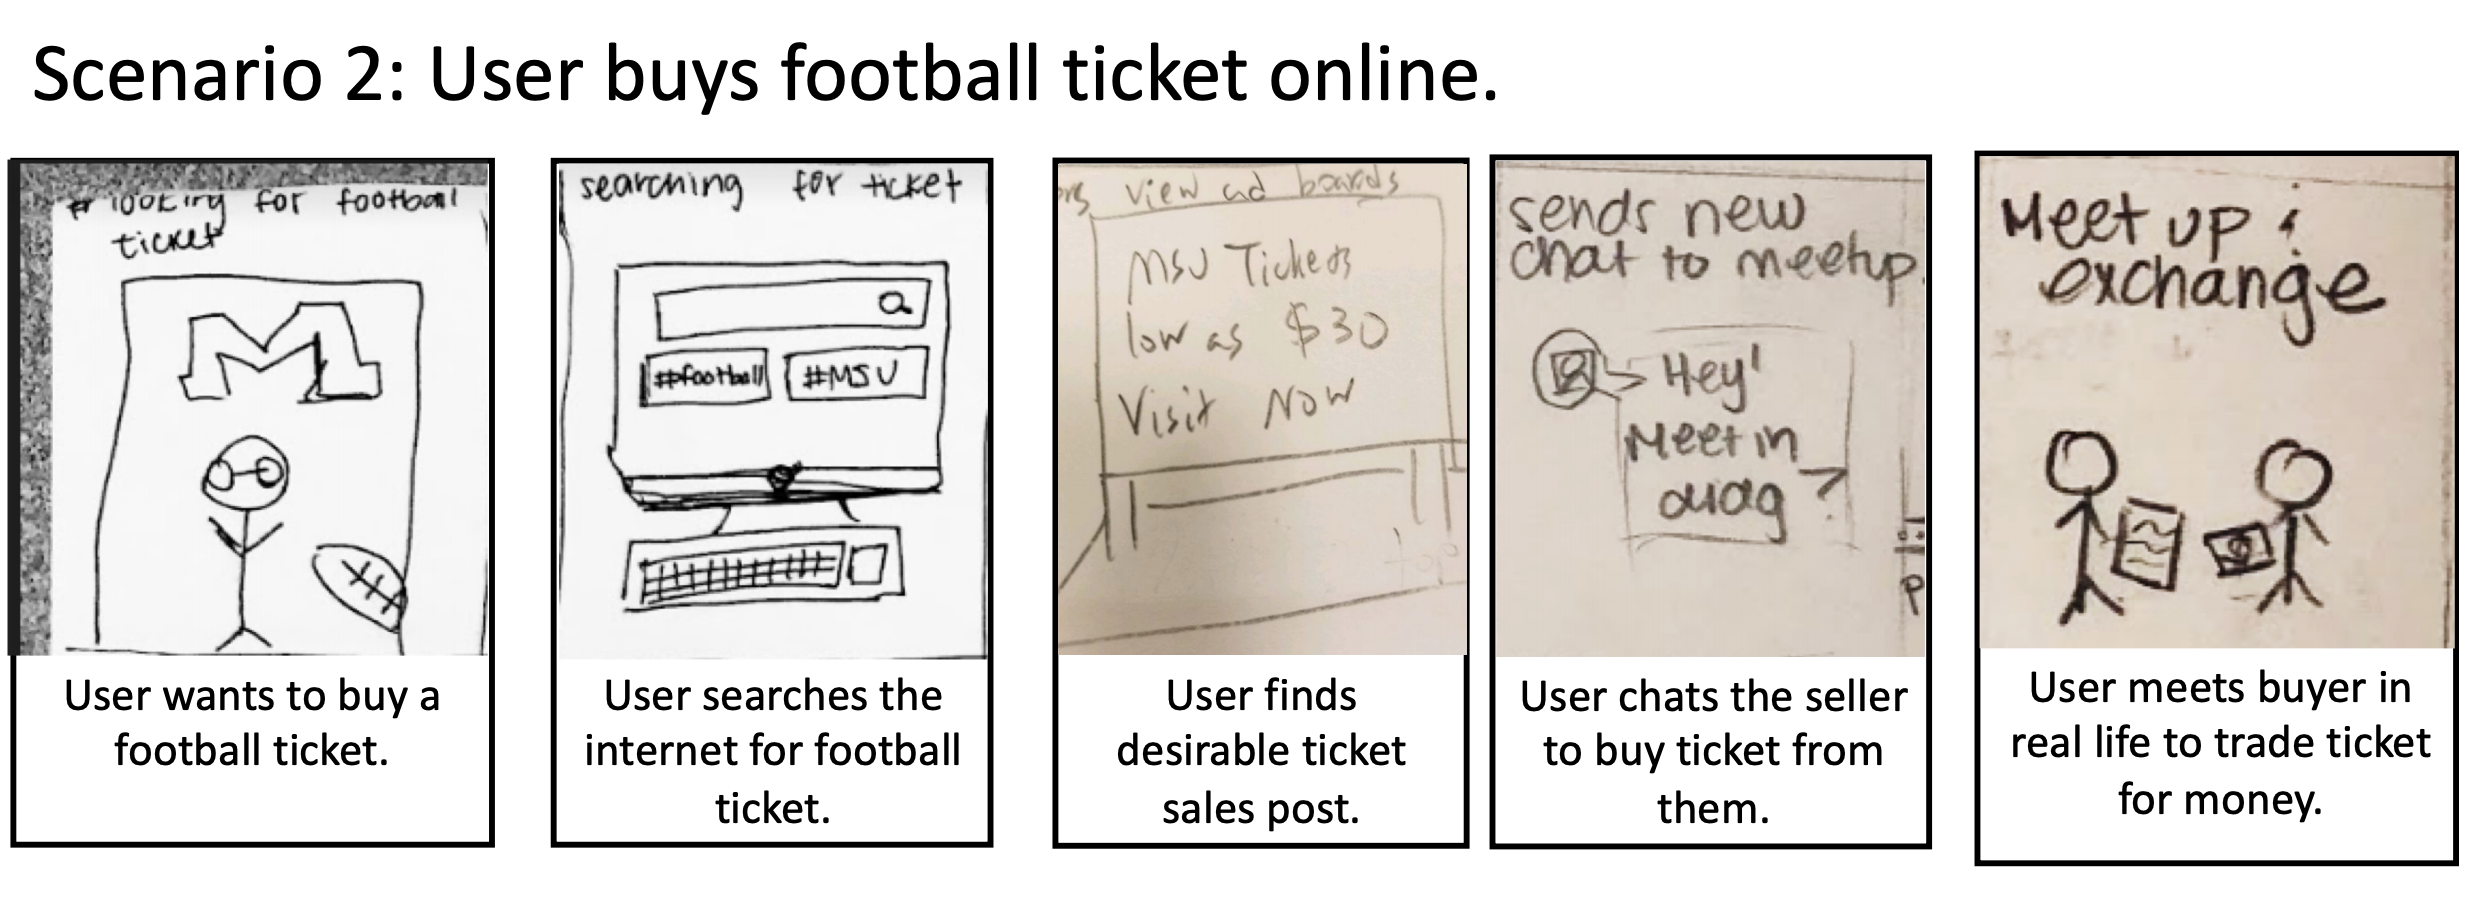 Scenario 2: User buys football ticket online.
looking for football
ticket
M
User wants to buy a
football ticket.
searching for ticket
#football #MSU
User searches the
internet for football
ticket.
view ad boards
MSU Tickets
low as $30
Visit Now
User finds
desirable ticket
sales post.
sends new
chat to meetup.
Hey!
Meet in
quag?
User chats the seller
to buy ticket from
them.
Meet up &
exchange
User meets buyer in
real life to trade ticket
for money.